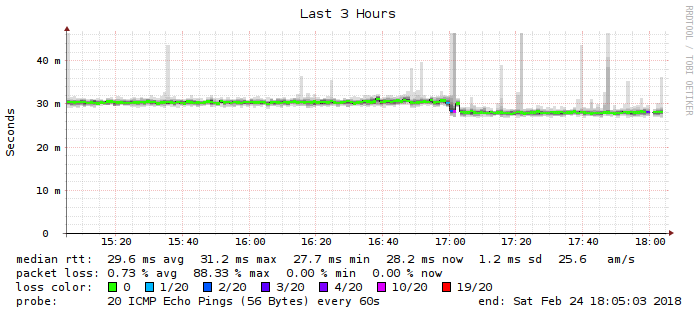 Last 3 Hours
RRDTOOL / TOBI OETIKER
Seconds
40 m
30 m
20 m
10 m
0
15:20 15:40 16:00 16:20 16:40 17:00 17:20 17:40 18:00
median rtt: 29.6 ms avg 31.2 ms max 27.7 ms min 28.2 ms now 1.2 ms sd 25.6 am/s
packet loss: 0.73 % avg 88.33 % max 0.00 % min 0.00 % now
loss color: 0 1/20 2/20 3/20 4/20 10/20 19/20
probe: 20 ICMP Echo Pings (56 Bytes) every 60s end: Sat Feb 24 18:05:03 2018